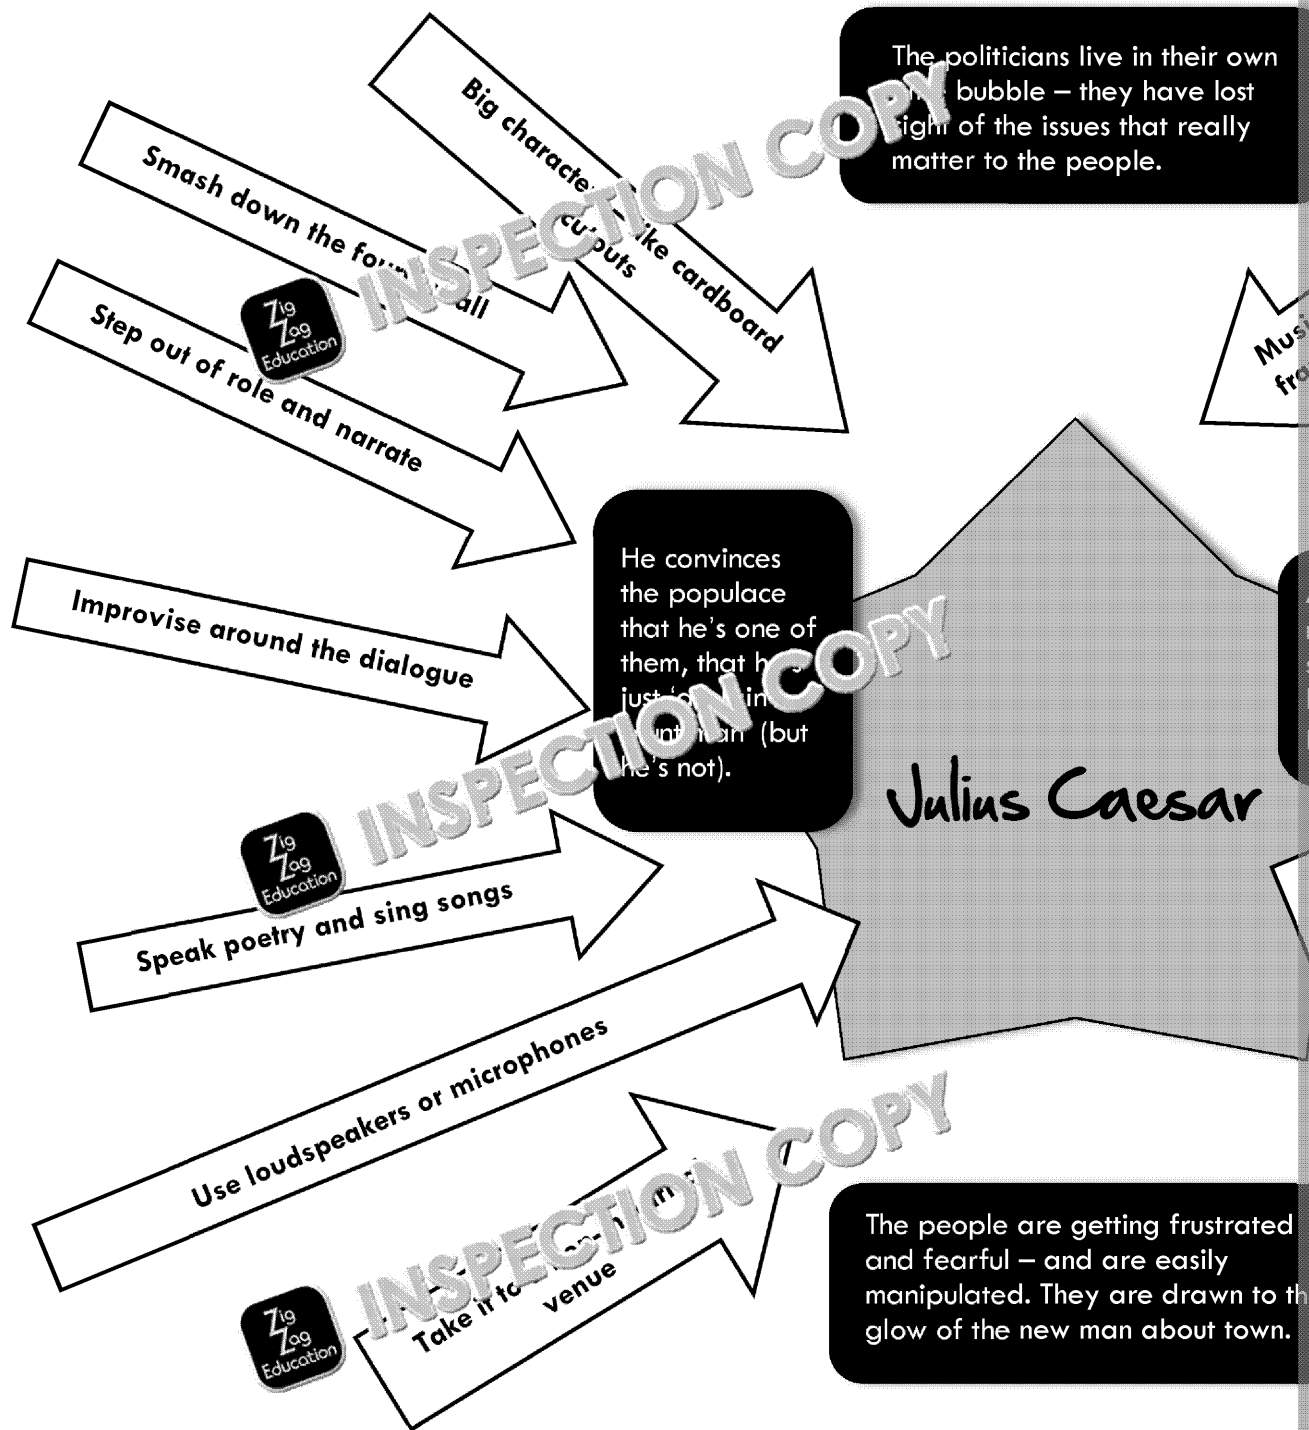 The politicians live in their own
bubble – they have lost
sight of the issues that really
matter to the people.
Big characters like cardboard
cutouts
Smash down the
Step out of role and narrate
Improvise around the dialogue
He convinces
the populace
that he's one of
them, that
just
(but
he's not).
Julius Caesar
Speak poetry and sing songs
Use loudspeakers or microphones
Take it to
venue
The people are getting frustrated
and fearful – and are easily
manipulated. They are drawn to
glow of the new man about town.
INSPECTION COPY
Zig
Zag
Education
INSPECTION COPY
Zig
Zag
Education
INSPECTION COPY
Zig
Zag
Education